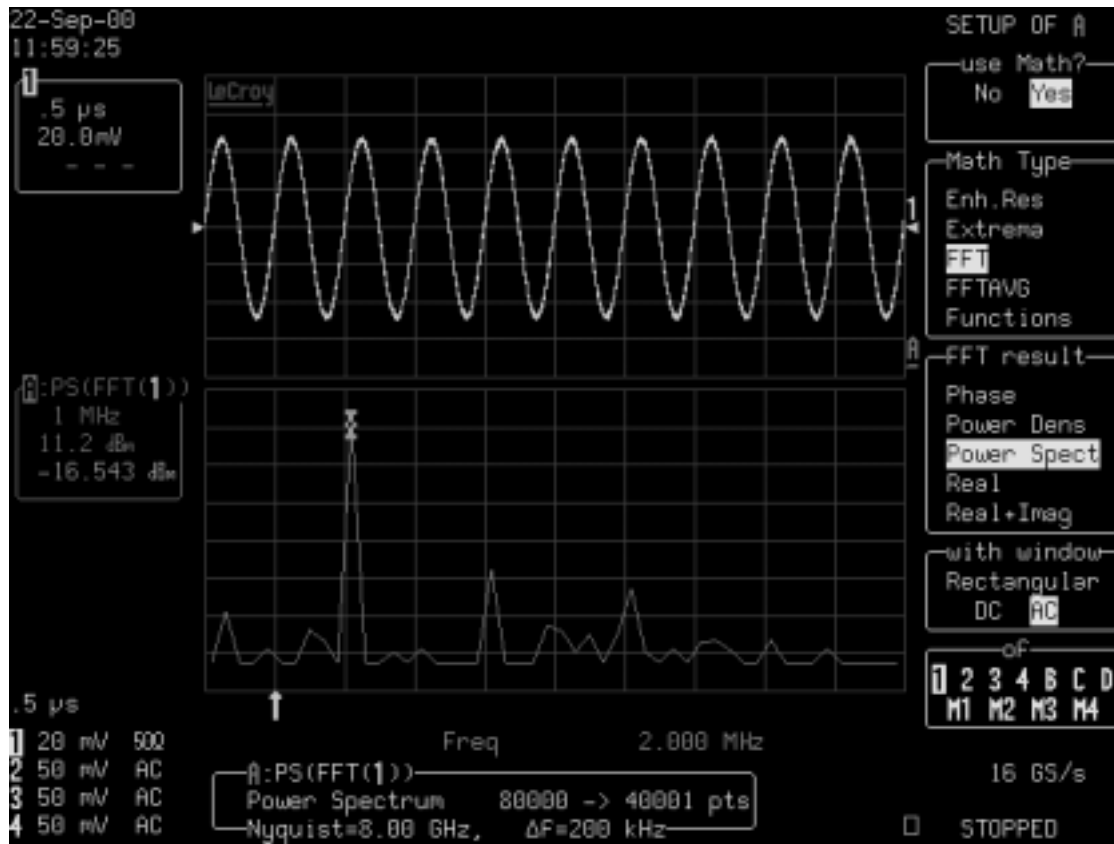 22-Sep-00
11:59:25
1
.5 µs
20.0mV
- - -
LeCroy
1
A
A:PS(FFT(1))
1 MHz
11.2 dBm
-16.543 dBm
.5 µs
1 20 mV 50Ω
2 50 mV AC
3 50 mV AC
4 50 mV AC
Freq 2.000 MHz
A:PS(FFT(1))
Power Spectrum 80000 -> 40001 pts
Nyquist=8.00 GHz, ΔF=200 kHz
SETUP OF A
use Math?
No Yes
Math Type
Enh.Res
Extrema
FFT
FFTAVG
Functions
FFT result
Phase
Power Dens
Power Spect
Real
Real+Imag
with window
Rectangular
DC AC
of
1 2 3 4 B C D
M1 M2 M3 M4
16 GS/s
STOPPED